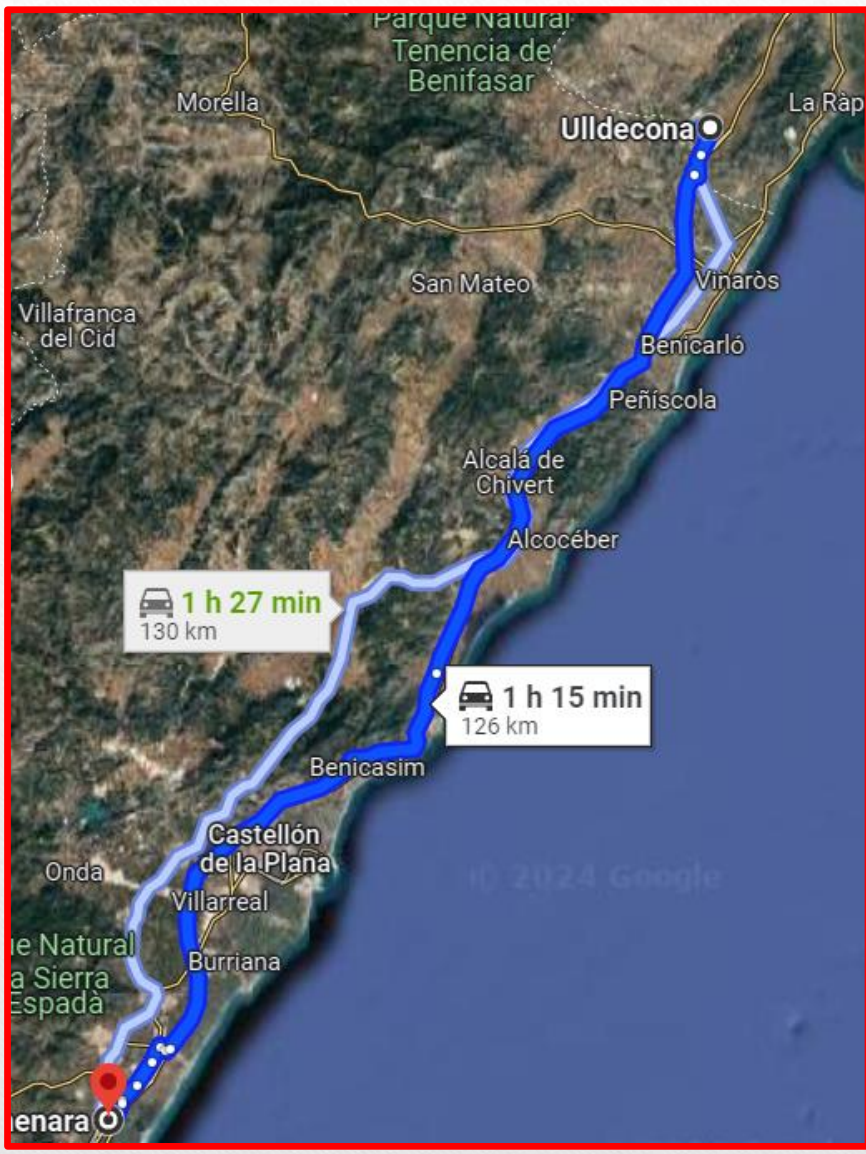 Parque Natural
Tenencia de
Benifasar
Morella
La Ràp
Ulldecona
San Mateo
Vinaròs
Villafranca
del Cid
Benicarló
Peñíscola
Alcalá de
Chivert
Alcocéber
1 h 27 min
130 km
1 h 15 min
126 km
Benicasim
Castellón
de la Plana
Onda
© 2024 Google
Villarreal
ue Natural
a Sierra
Espadà
Burriana
enara